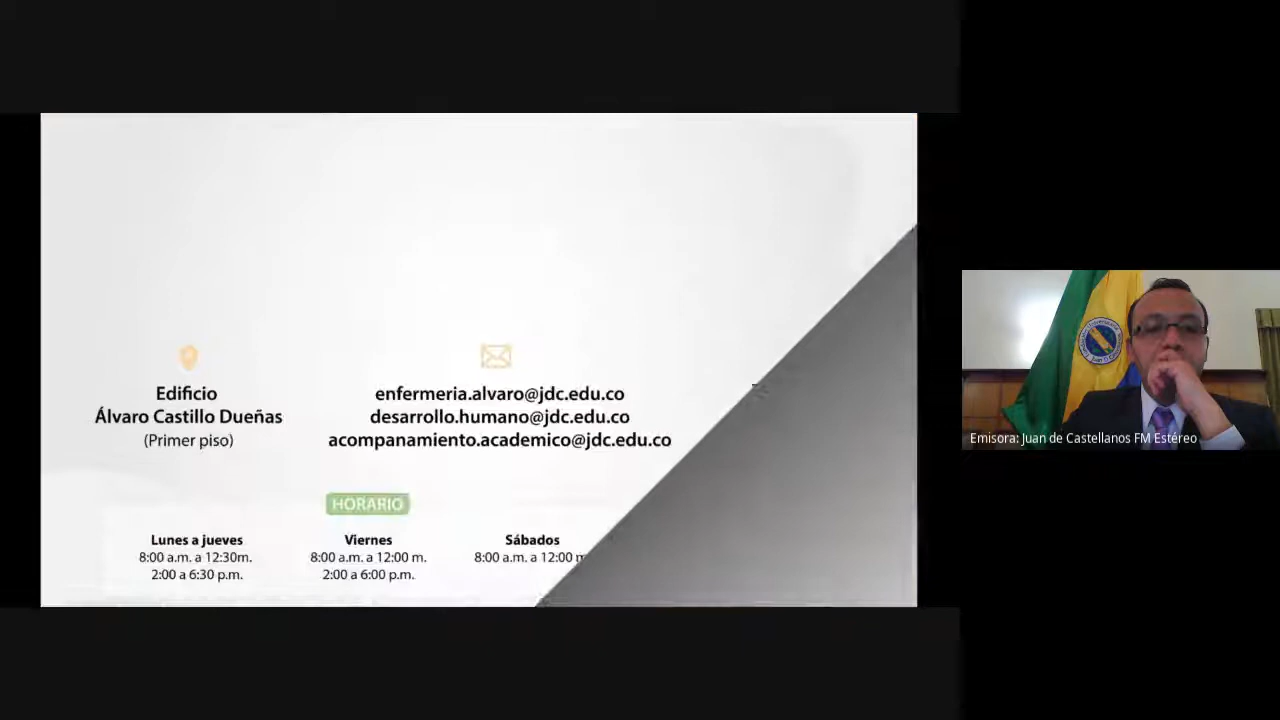 Edificio
Álvaro Castillo Dueñas
(Primer piso)
enfermeria.alvaro@jdc.edu.co
desarrollo.humano@jdc.edu.co
acompanamiento.academico@jdc.edu.co
HORARIO
Lunes a jueves
8:00 a.m. a 12:30m.
2:00 a 6:30 p.m.
Viernes
8:00 a.m. a 12:00 m.
2:00 a 6:00 p.m.
Sábados
8:00 a.m. a 12:00 m
Emisora: Juan de Castellanos FM Estéreo